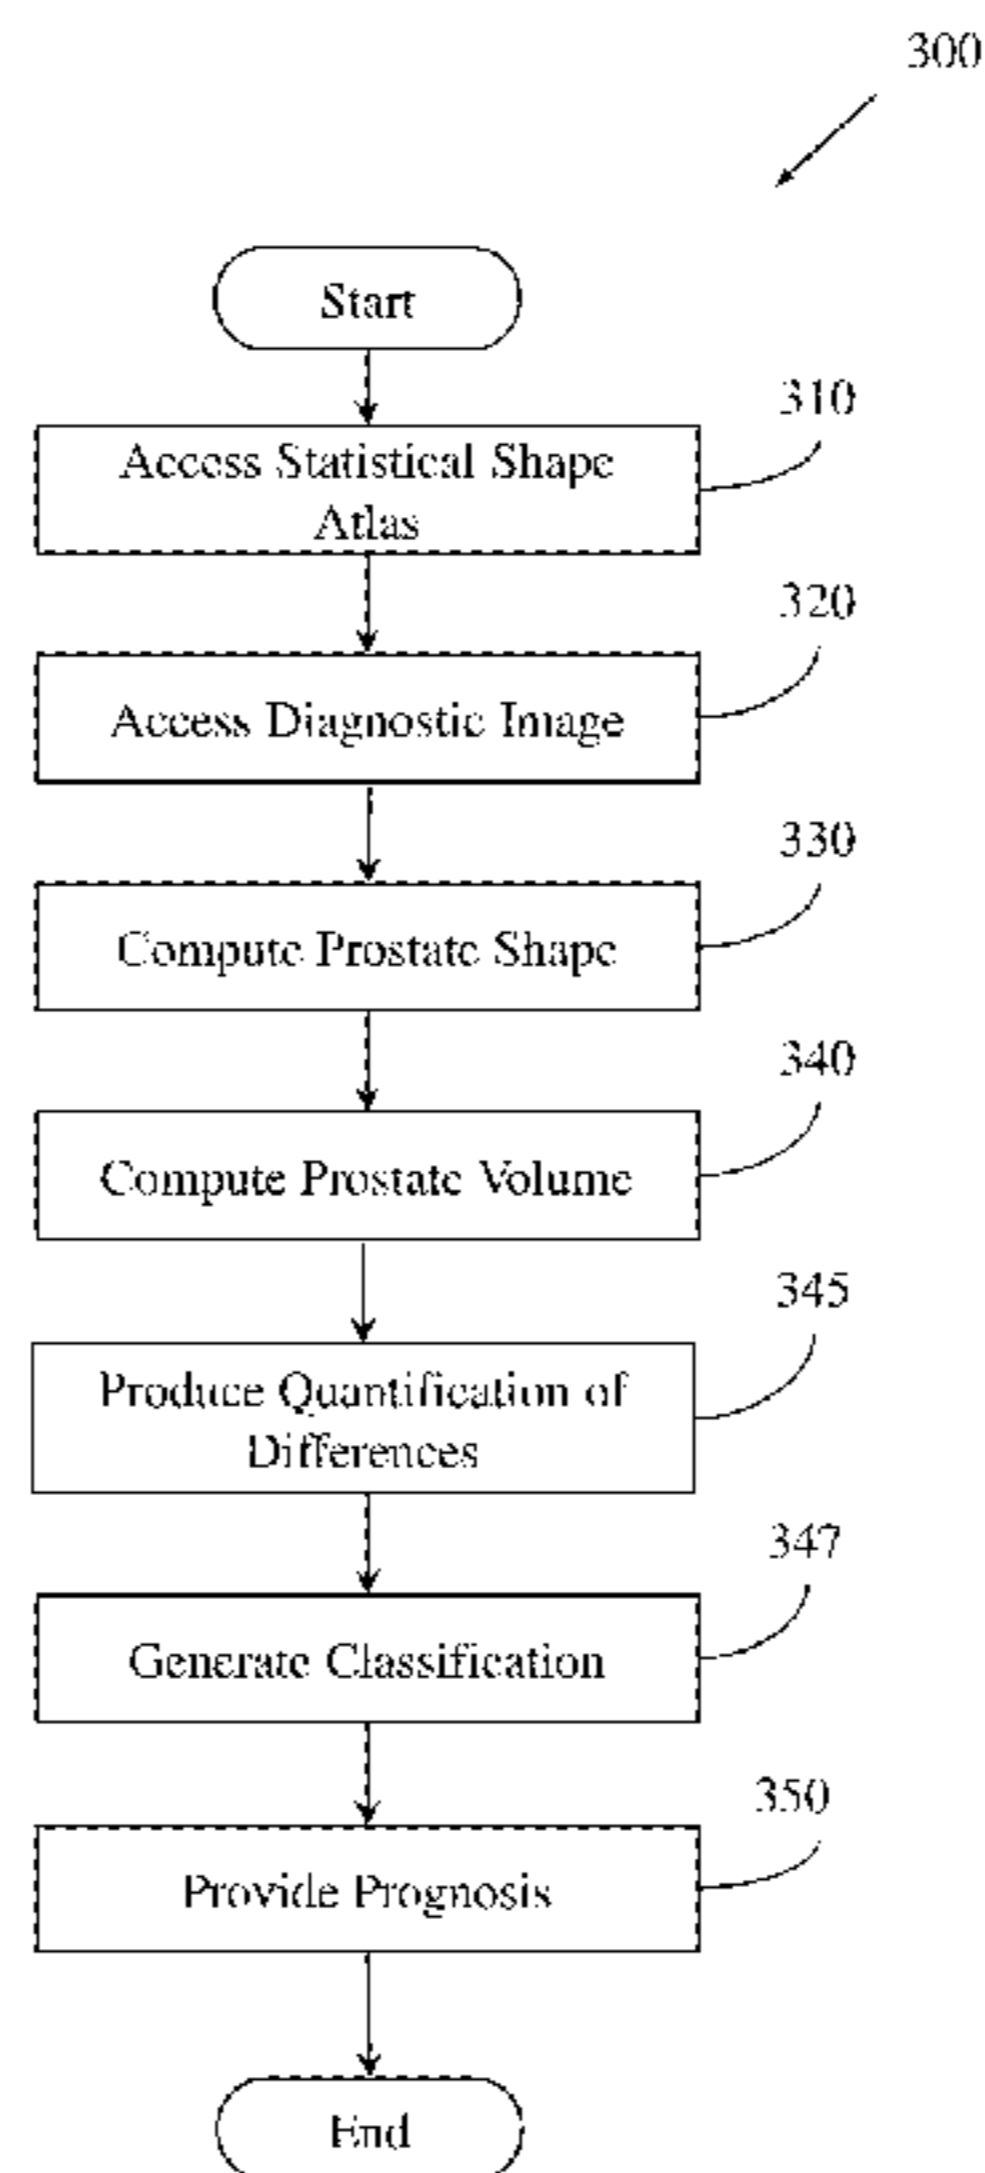 300
Start
310
Access Statistical Shape
Atlas
320
Access Diagnostic Image
330
Compute Prostate Shape
340
Compute Prostate Volume
345
Produce Quantification of
Differences
347
Generate Classification
350
Provide Prognosis
End